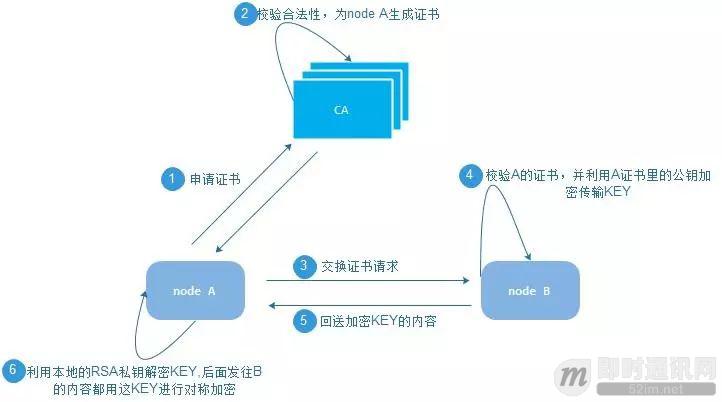 2 校验合法性，为node A生成证书
CA
1 申请证书
4 校验A的证书，并利用A证书里的公钥加
密传输KEY
3 交换证书请求
node A
node B
5 回送加密KEY的内容
6 利用本地的RSA私钥解密KEY,后面发往B
的内容都用这KEY进行对称加密
m 即时通讯网
52im.net